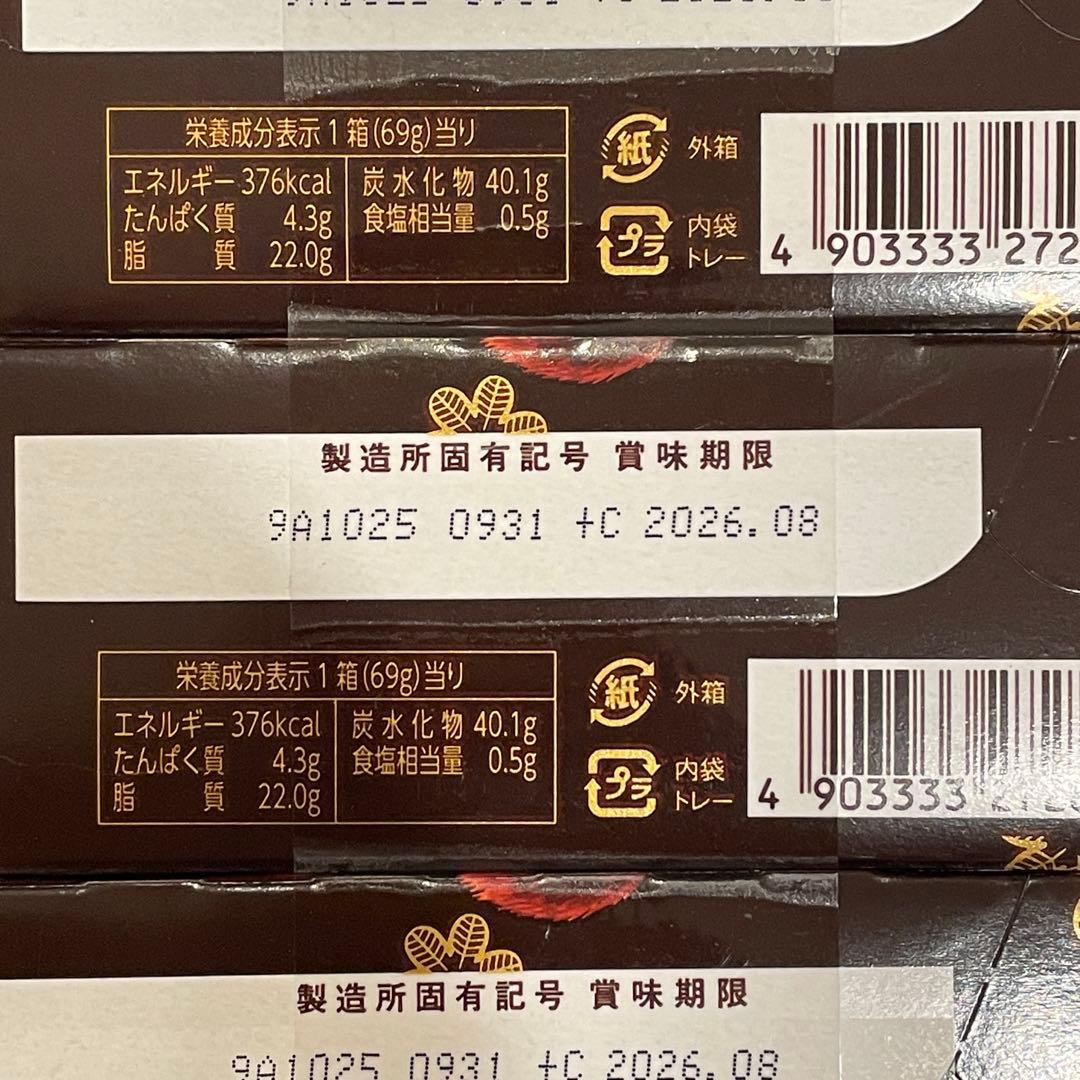 栄養成分表示1箱(69g)当り
エネルギー 376kcal 炭水化物 40.1g
たんぱく質 4.3g 食塩相当量 0.5g
脂質 22.0g
紙 外箱
プラ 内袋
トレー
4 903333 272
製造所固有記号 賞味期限
9A1025 0931 +C 2026.08
栄養成分表示1箱(69g)当り
エネルギー 376kcal 炭水化物 40.1g
たんぱく質 4.3g 食塩相当量 0.5g
脂質 22.0g
紙 外箱
プラ 内袋
トレー
4 903333
製造所固有記号 賞味期限
9A1025 0931 +C 2026.08